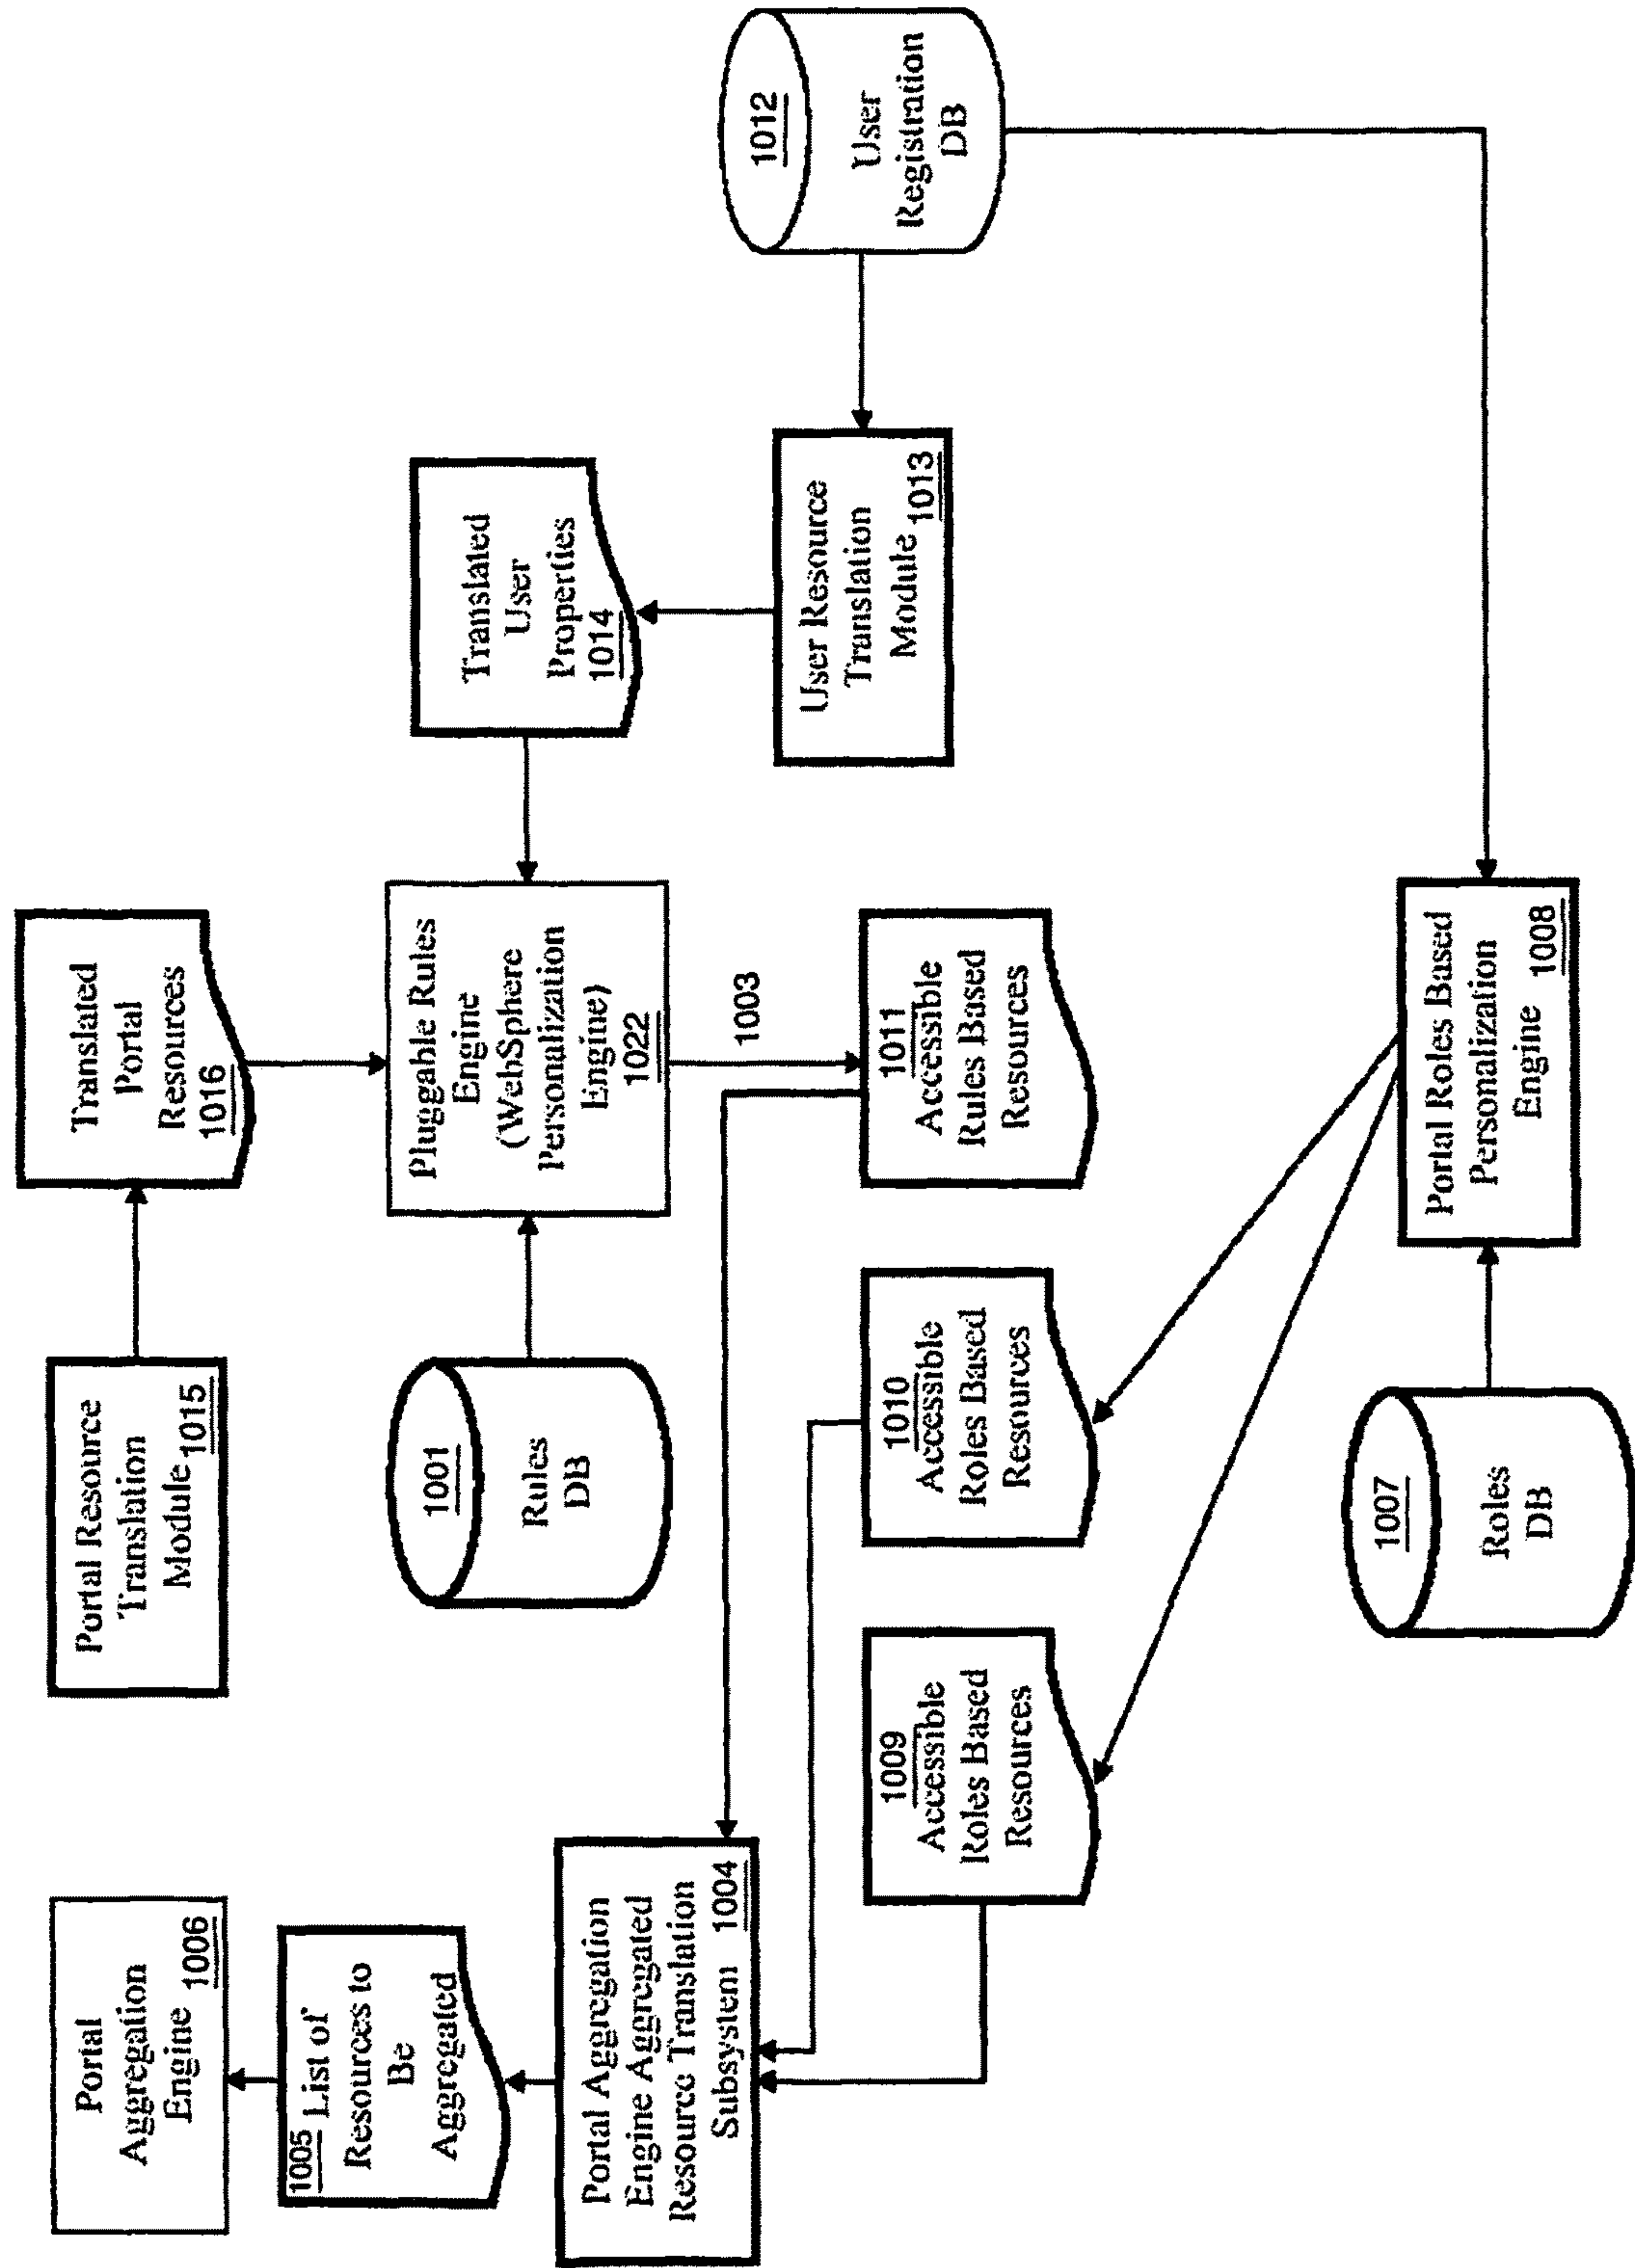 Portal
Aggregation
Engine 1006
Portal Resource
Translation
Module 1015
Translated
Portal
Resources
1016
1005 List of
Resources to
Be
Aggregated
1001
Rules
DB
Pluggable Rules
Engine
(WebSphere
Personalization
Engine)
1022
Translated
User
Properties
1014
Portal Aggregation
Engine Aggregated
Resource Translation
Subsystem 1004
1003
1012
User
Registration
DB
User Resource
Translation
Module 1013
1009
Accessible
Roles Based
Resources
1010
Accessible
Roles Based
Resources
1011
Accessible
Rules Based
Resources
1007
Roles
DB
Portal Roles Based
Personalization
Engine 1008